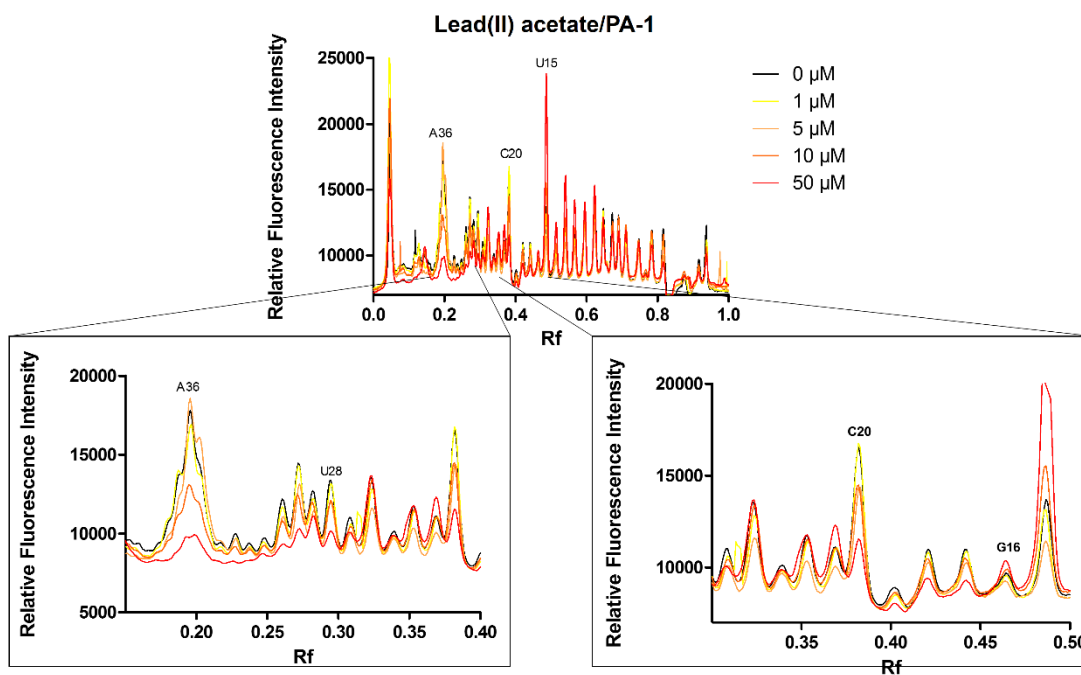 Lead(II) acetate/PA-1
Relative Fluorescence Intensity
25000
20000
15000
10000
U15
A36
C20
0.0 0.2 0.4 0.6 0.8 1.0
Rf
0 µM
1 µM
5 µM
10 µM
50 µM
Relative Fluorescence Intensity
20000
15000
10000
5000
A36
U28
0.20 0.25 0.30 0.35 0.40
Rf
Relative Fluorescence Intensity
20000
15000
10000
C20
G16
0.35 0.40 0.45 0.50
Rf